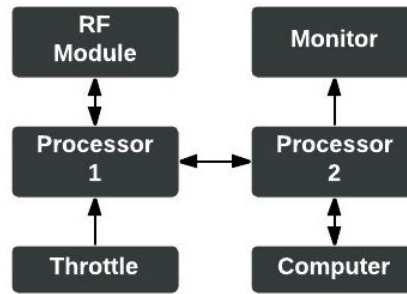 RF
Module
Monitor
Processor
1
Processor
2
Throttle
Computer